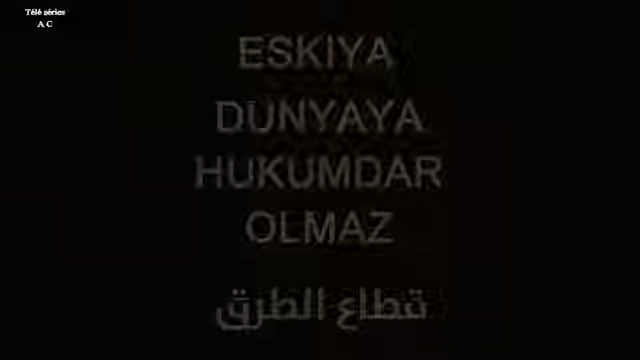 Télé séries
A C
ESKIYA
DUNYAYA
HUKUMDAR
OLMAZ
قطاع الطرق